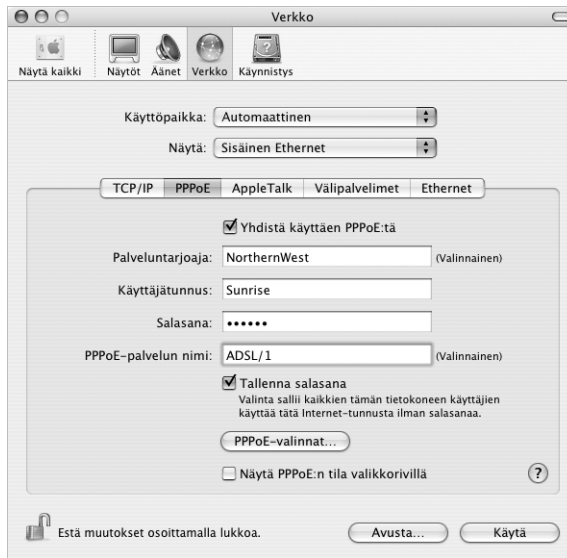 Verkko
Näytä kaikki Näytöt Äänet Verkko Käynnistys
Käyttöpaikka: Automaattinen
Näytä: Sisäinen Ethernet
TCP/IP PPPoE AppleTalk Välipalvelimet Ethernet
Yhdistä käyttäen PPPoE:tä
Palveluntarjoaja: NorthernWest (Valinnainen)
Käyttäjätunnus: Sunrise
Salasana: ••••••
PPPoE-palvelun nimi: ADSL/1 (Valinnainen)
Tallenna salasana
Valinta sallii kaikkien tämän tietokoneen käyttäjien
käyttää tätä Internet-tunnusta ilman salasanaa.
PPPoE-valinnat...
Näytä PPPoE:n tila valikkorivillä ?
Estä muutokset osoittamalla lukkoa. Avusta... Käytä